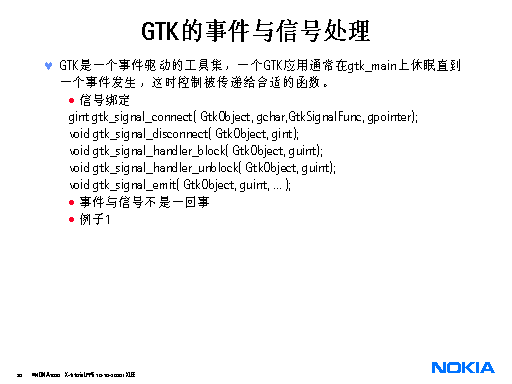 GTK的事件与信号处理
GTK是一个事件驱动的工具集，一个GTK应用通常在gtk_main上休眠直到
一个事件发生，这时控制被传递给合适的函数。
信号绑定
gint gtk_signal_connect( GtkObject, gchar,GtkSignalFunc, gpointer);
void gtk_signal_disconnect( GtkObject, gint);
void gtk_signal_handler_block( GtkObject, guint);
void gtk_signal_handler_unblock( GtkObject, guint);
void gtk_signal_emit( GtkObject, guint, ... );
事件与信号不是一回事
例子1
NOKIA